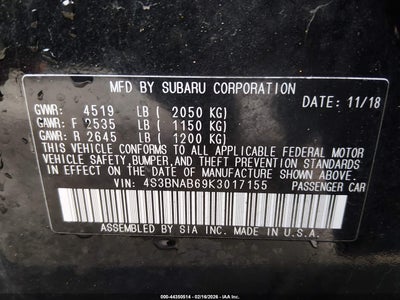 MFD BY SUBARU CORPORATION
DATE: 11/18
GVWR: 4519 LB ( 2050 KG)
GAWR: F 2535 LB ( 1150 KG)
GAWR: R 2645 LB ( 1200 KG)
THIS VEHICLE CONFORMS TO ALL APPLICABLE FEDERAL MOTOR
VEHICLE SAFETY, BUMPER, AND THEFT PREVENTION STANDARDS
IN EFFECT ON THE DATE OF MANUFACTURE SHOWN ABOVE.
VIN: 4S3BNAB69K3017155 PASSENGER CAR
ASSEMBLED BY SIA INC. MADE IN U.S.A.
000-44350514 - 02/16/2026 - IAAI.COM